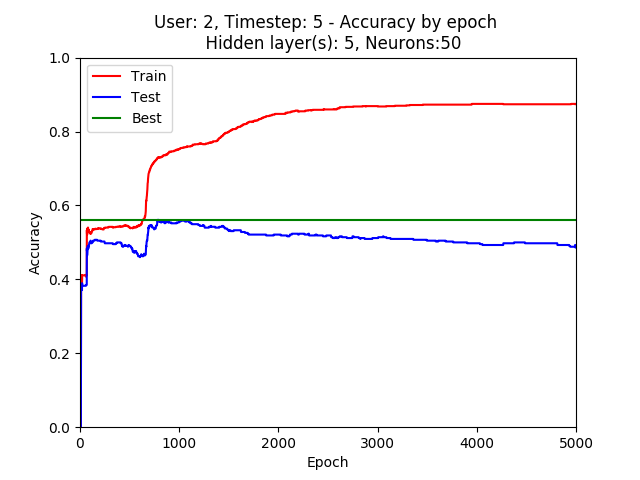 User: 2, Timestep: 5 - Accuracy by epoch
Hidden layer(s): 5, Neurons:50
1.0
Train
Test
Best
0.8
0.6
Accuracy
0.4
0.2
0.0
0 1000 2000 3000 4000 5000
Epoch